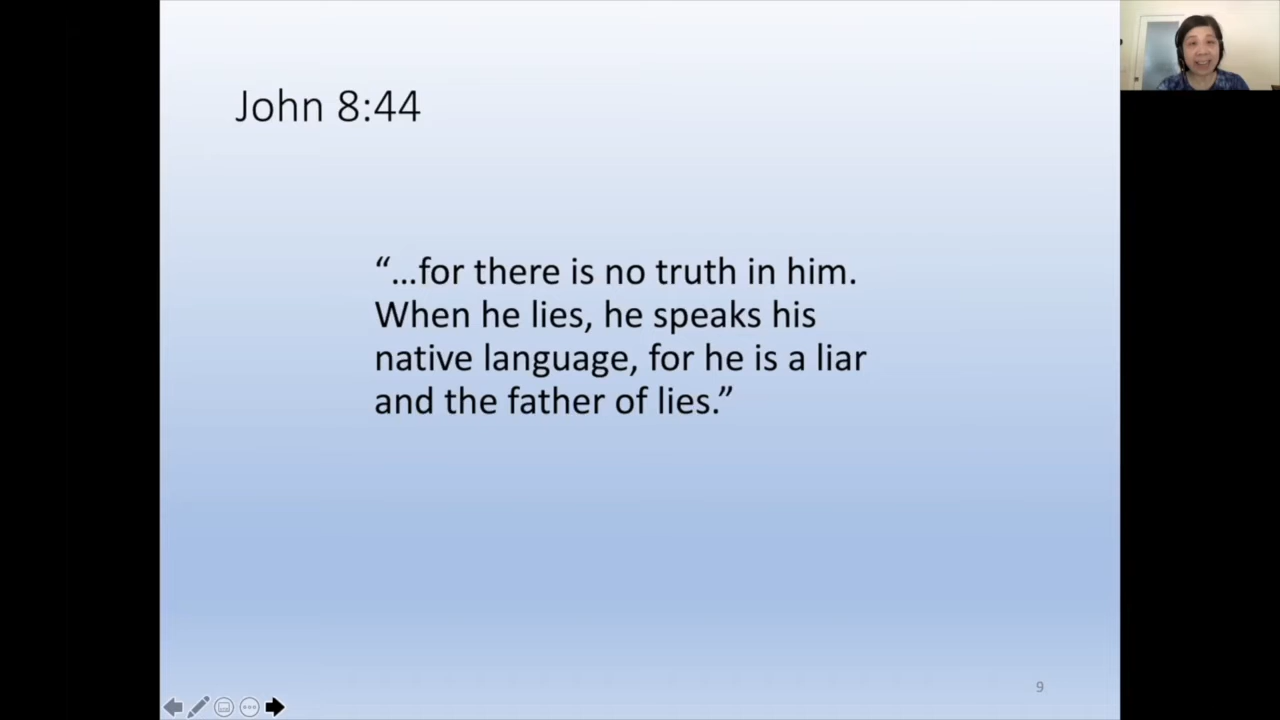 John 8:44
“…for there is no truth in him.
When he lies, he speaks his
native language, for he is a liar
and the father of lies.”
9